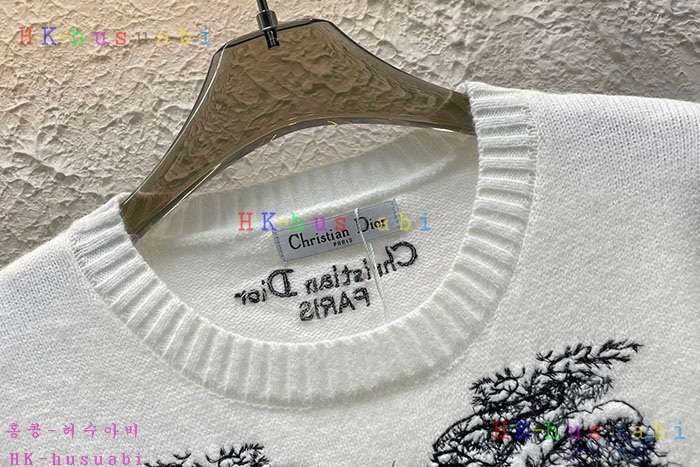 HK-husuabi
HK-husuabi
Christian Dior
PARIS
Christian Dior
PARIS
HK-husuabi
홍콩-허수아비
HK-husuabi